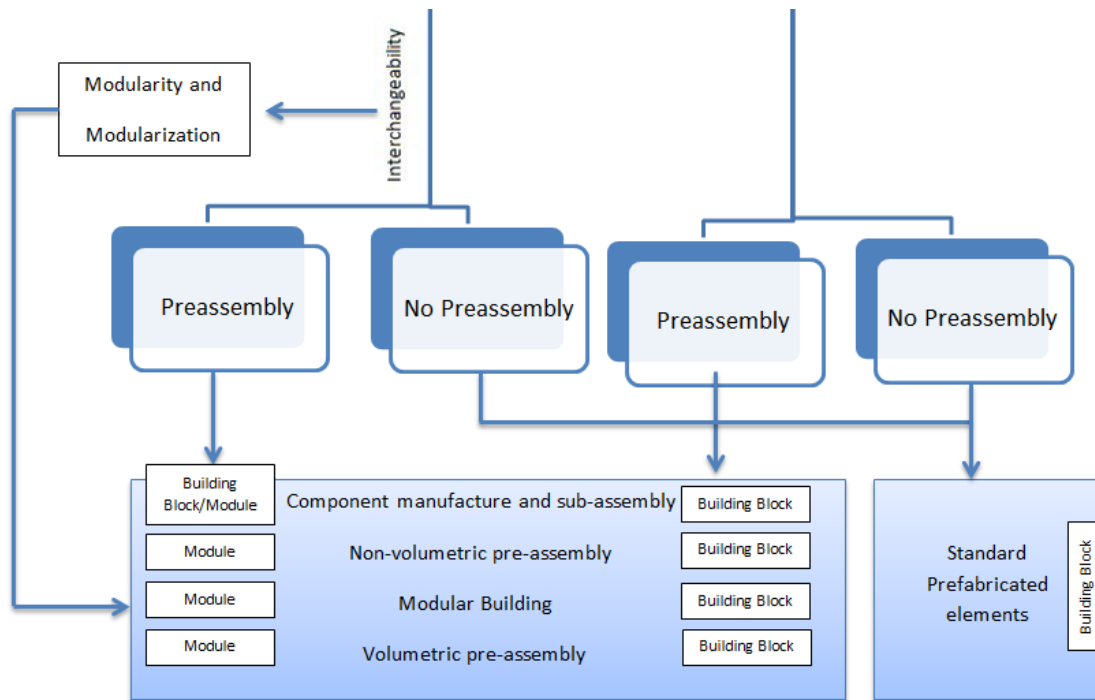 Modularity and
Modularization
Interchangeability
Preassembly
No Preassembly
Preassembly
No Preassembly
Building
Block/Module
Component manufacture and sub-assembly
Building Block
Module
Non-volumetric pre-assembly
Building Block
Module
Modular Building
Building Block
Module
Volumetric pre-assembly
Building Block
Standard
Prefabricated
elements
Building Block